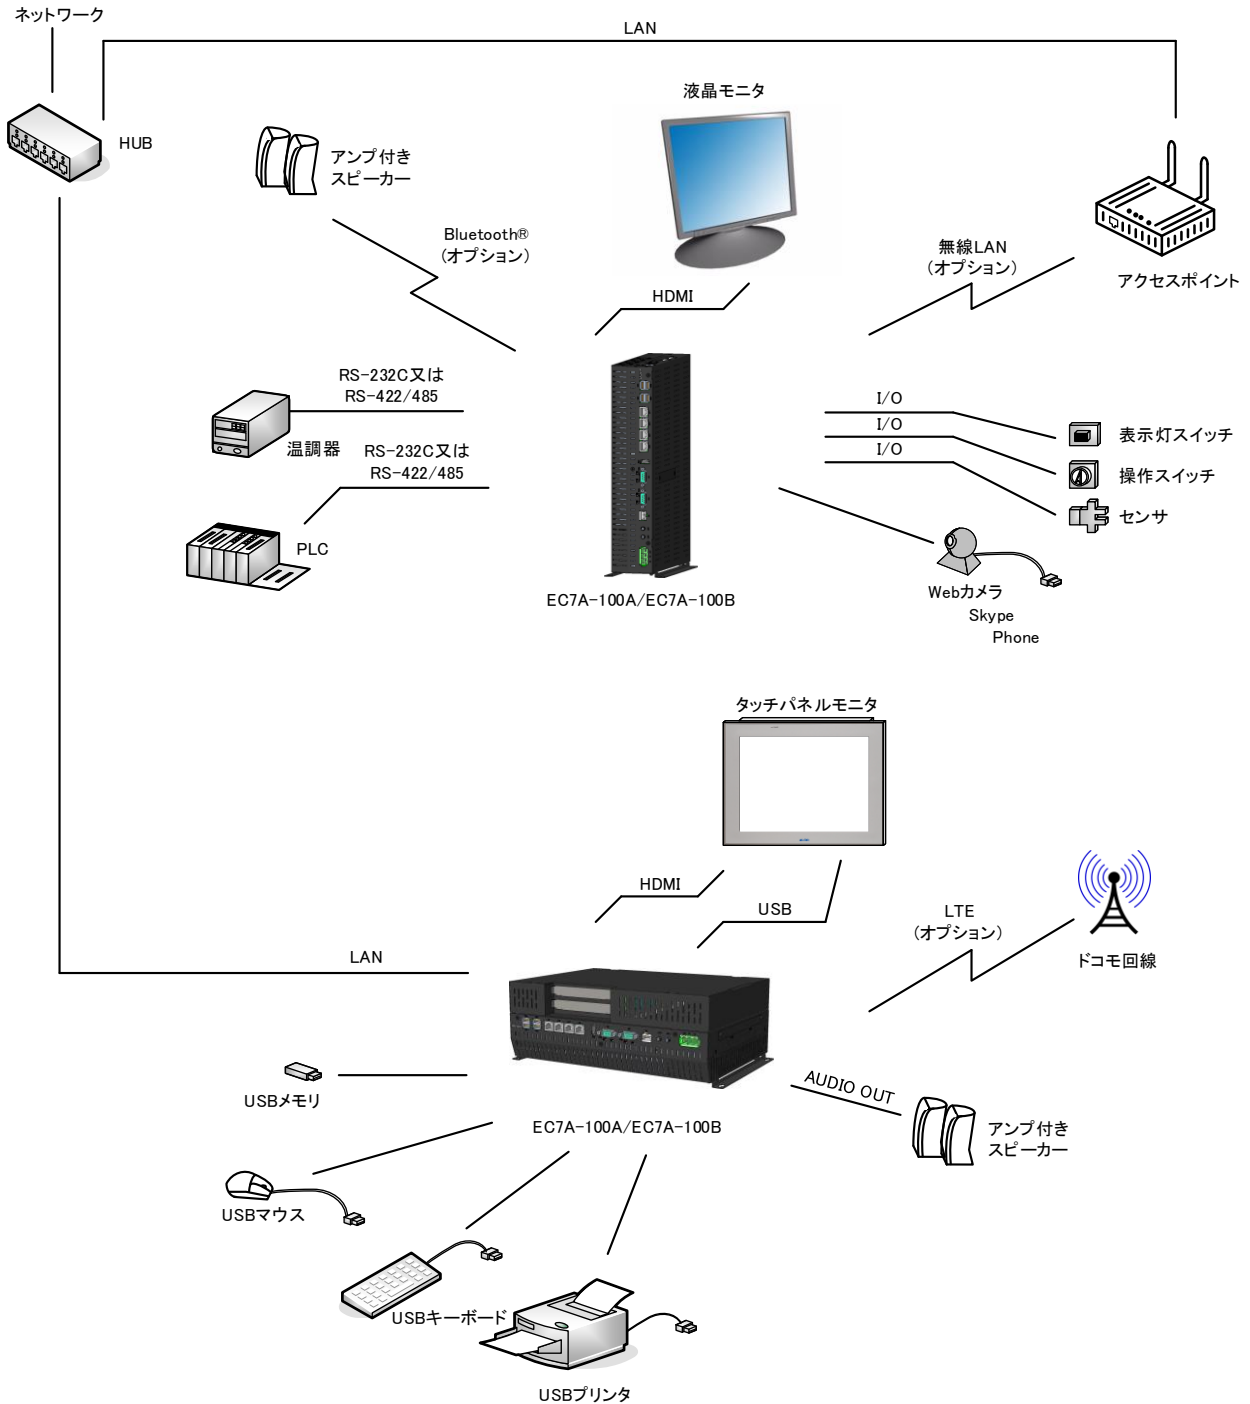 ネットワーク
LAN
HUB
液晶モニタ
アンプ付き
スピーカー
Bluetooth®
(オプション)
無線LAN
(オプション)
アクセスポイント
HDMI
RS-232C又は
RS-422/485
温調器
RS-232C又は
RS-422/485
PLC
I/O
I/O
I/O
表示灯スイッチ
操作スイッチ
センサ
Webカメラ
Skype
Phone
EC7A-100A/EC7A-100B
タッチパネルモニタ
HDMI
USB
LTE
(オプション)
ドコモ回線
LAN
USBメモリ
AUDIO OUT
アンプ付き
スピーカー
EC7A-100A/EC7A-100B
USBマウス
USBキーボード
USBプリンタ